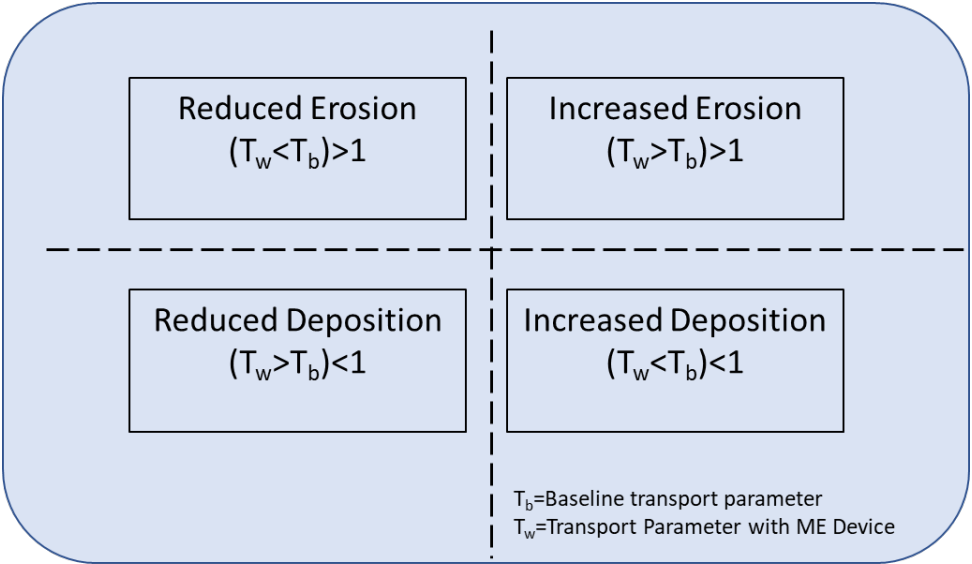 Reduced Erosion
(Tw<Tb)>1
Increased Erosion
(Tw>Tb)>1
Reduced Deposition
(Tw>Tb)<1
Increased Deposition
(Tw<Tb)<1
Tb=Baseline transport parameter
Tw=Transport Parameter with ME Device